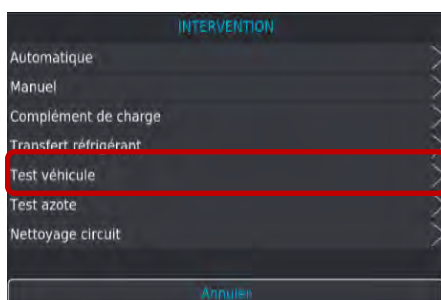 INTERVENTION
Automatique
Manuel
Complément de charge
Transfert réfrigérant
Test véhicule
Test azote
Nettoyage circuit
Annuler